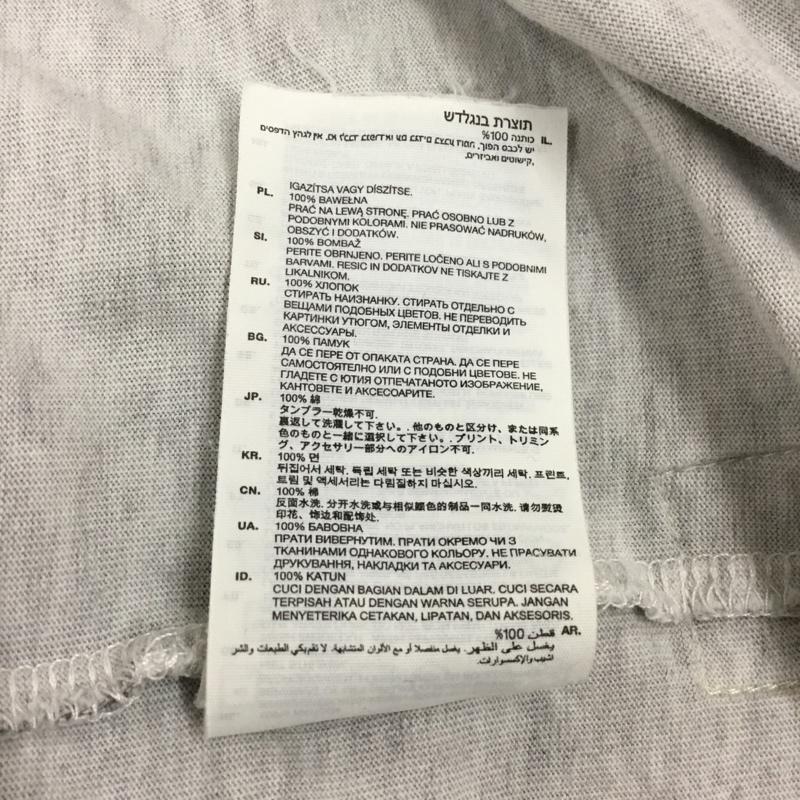 תוצרת בנגלדש
IL. כותנה 100%
יש לכבס הפוך.
קישוטים ואביזרים.
IGAZÍTSA VAGY DÍSZÍTSE.
PL. 100% BAWEŁNA
PRAĆ NA LEWĄ STRONĘ. PRAĆ OSOBNO LUB Z
PODOBNYMI KOLORAMI. NIE PRASOWAĆ NADRUKÓW,
OBSZYĆ I DODATKÓW.
SI. 100% BOMBAŽ
PERITE OBRNJENO. PERITE LOČENO ALI S PODOBNIMI
BARVAMI. RESIC IN DODATKOV NE TISKAJTE Z
LIKALNIKOM.
RU. 100% ХЛОПОК
СТИРАТЬ НАИЗНАНКУ. СТИРАТЬ ОТДЕЛЬНО С
ВЕЩАМИ ПОДОБНЫХ ЦВЕТОВ. НЕ ПЕРЕВОДИТЬ
КАРТИНКИ УТЮГОМ, ЭЛЕМЕНТЫ ОТДЕЛКИ И
АКСЕССУАРЫ.
BG. 100% ПАМУК
ДА СЕ ПЕРЕ ОТ ОПАКАТА СТРАНА. ДА СЕ ПЕРЕ
САМОСТОЯТЕЛНО ИЛИ С ПОДОБНИ ЦВЕТОВЕ. НЕ
ГЛАДЕТЕ С ЮТИЯ ОТПЕЧАТАНОТО ИЗОБРАЖЕНИЕ,
КАНТОВЕТЕ И АКСЕСОАРИТЕ.
JP. 100% 綿
タンブラー乾燥不可.
裏返して洗濯して下さい。. 他のものと区分け、または同系
色のものと一緒に選択して下さい。. プリント、トリミン
グ、アクセサリー部分へのアイロン不可.
KR. 100% 면
뒤집어서 세탁. 독립 세탁 또는 비슷한 색상끼리 세탁. 프린트,
트림 및 액세서리는 다림질하지 마십시오.
CN. 100% 棉
反面水洗. 分开水洗或与相似颜色的制品一同水洗. 请勿熨烫
印花、饰边和配饰处.
UA. 100% БАВОВНА
ПРАТИ ВИВЕРНУТИМ. ПРАТИ ОКРЕМО ЧИ З
ТКАНИНАМИ ОДНАКОВОГО КОЛЬОРУ. НЕ ПРАСУВАТИ
ДРУКУВАННЯ, НАКЛАДКИ ТА АКСЕСУАРИ.
ID. 100% KATUN
CUCI DENGAN BAGIAN DALAM DI LUAR. CUCI SECARA
TERPISAH ATAU DENGAN WARNA SERUPA. JANGAN
MENYETERIKA CETAKAN, LIPATAN, DAN AKSESORIS.
AR. قطن 100%
يغسل على الظهر. يغسل منفصلا أو مع الألوان المتشابهة. لا تقم بكي الطبعات والشر
اشيب والإكسسوارات.